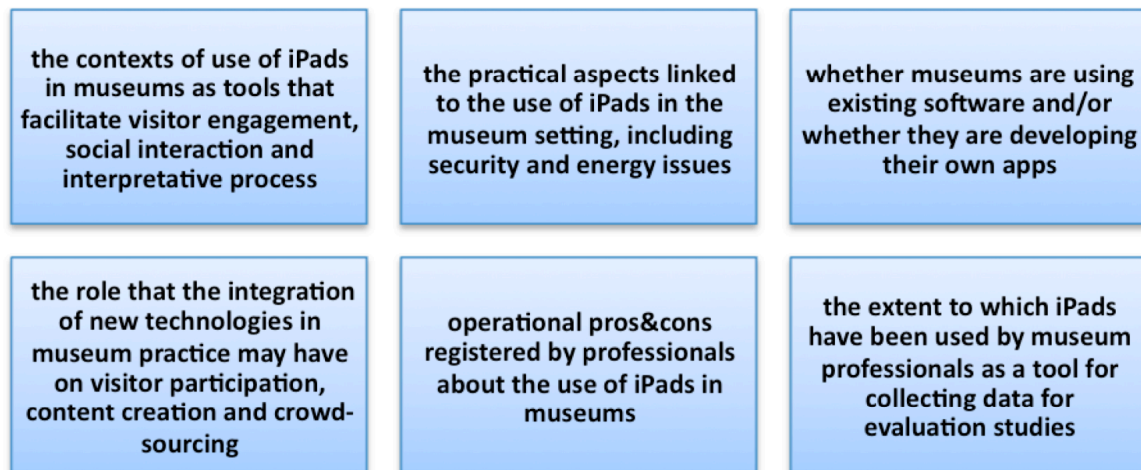 the contexts of use of iPads
in museums as tools that
facilitate visitor engagement,
social interaction and
interpretative process
the practical aspects linked
to the use of iPads in the
museum setting, including
security and energy issues
whether museums are using
existing software and/or
whether they are developing
their own apps
the role that the integration
of new technologies in
museum practice may have
on visitor participation,
content creation and crowd-
sourcing
operational pros&cons
registered by professionals
about the use of iPads in
museums
the extent to which iPads
have been used by museum
professionals as a tool for
collecting data for
evaluation studies